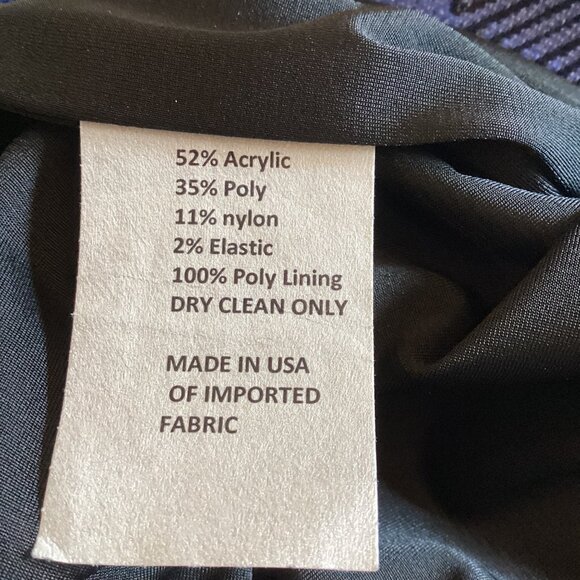 52% Acrylic
35% Poly
11% nylon
2% Elastic
100% Poly Lining
DRY CLEAN ONLY
MADE IN USA
OF IMPORTED
FABRIC